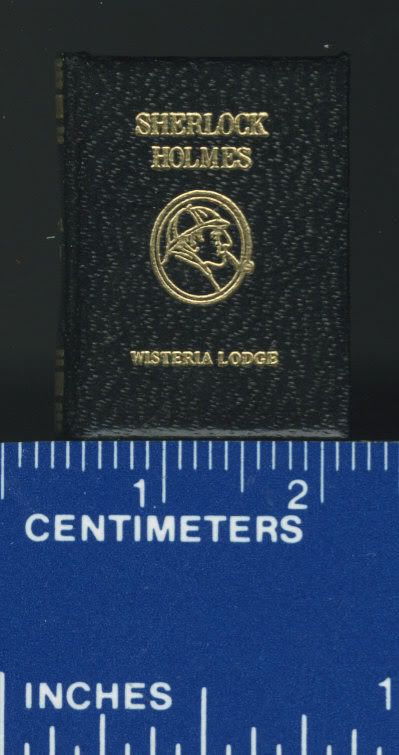 SHERLOCK
HOLMES
WISTERIA LODGE
1 2
CENTIMETERS
INCHES 1